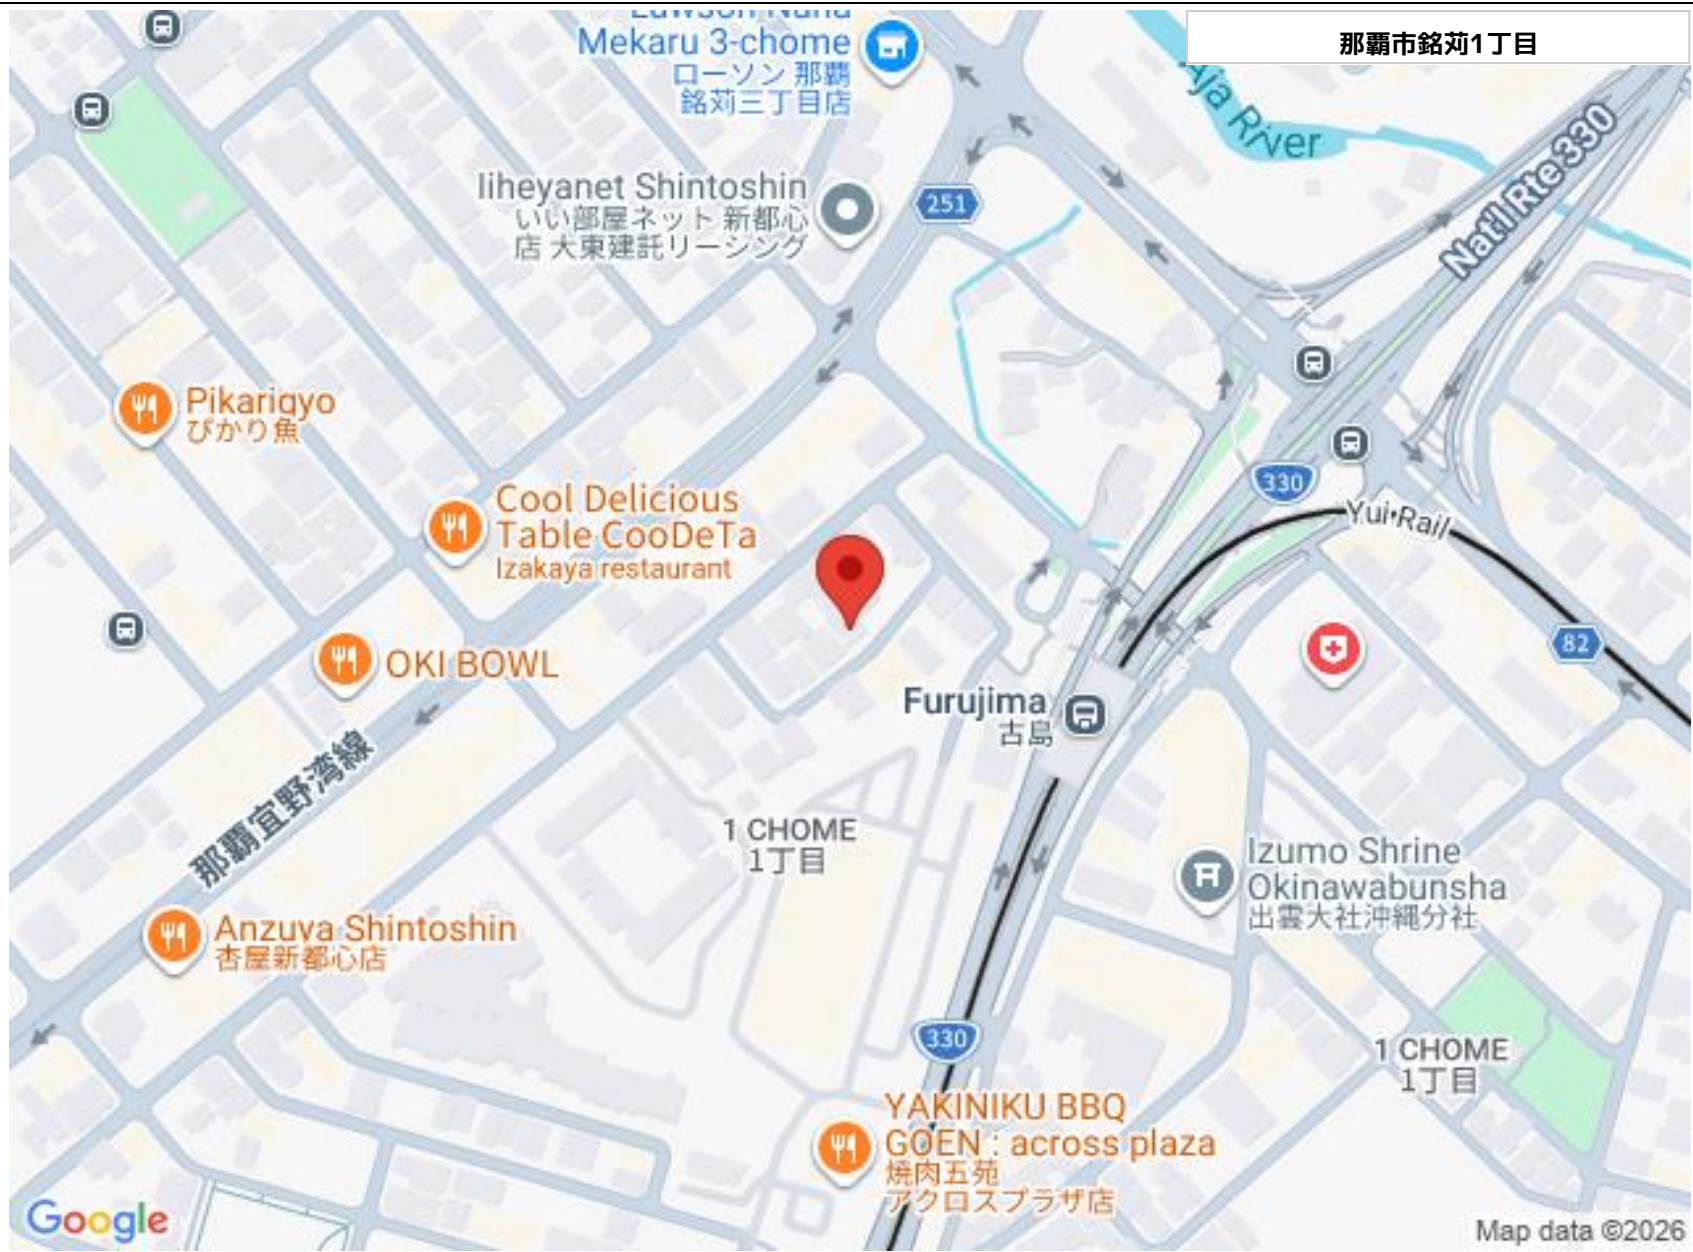 那覇市銘苅1丁目
Lawson Naha
Mekaru 3-chome
ローソン 那覇
銘苅三丁目店
Aja River
Nat'l Rte 330
Iiheyanet Shintoshin
いい部屋ネット 新都心
店 大東建託リーシング
251
Pikarigyo
ぴかり魚
Cool Delicious
Table CooDeTa
Izakaya restaurant
330
Yui Rail
OKI BOWL
82
Furujima
古島
那覇宜野湾線
1 CHOME
1丁目
Izumo Shrine
Okinawabunsha
出雲大社沖縄分社
Anzuya Shintoshin
杏屋新都心店
330
1 CHOME
1丁目
YAKINIKU BBQ
GOEN : across plaza
焼肉五苑
アクロスプラザ店
Google
Map data ©2026